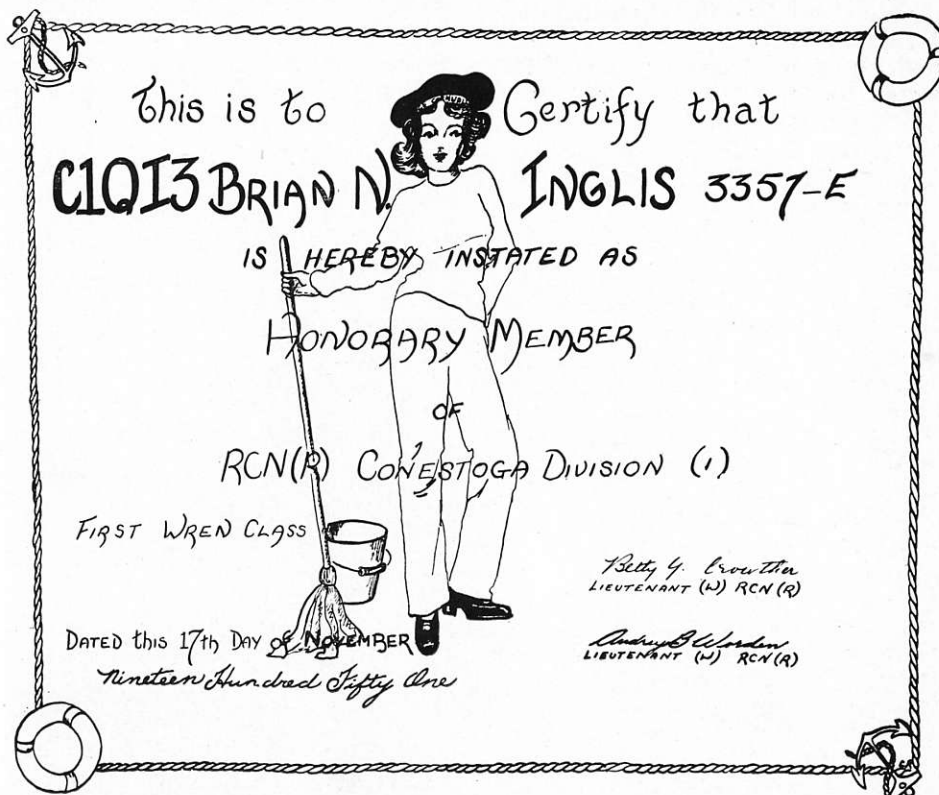 This is to Certify that
C1QI3 BRIAN N. INGLIS 3357-E
IS HEREBY INSTATED AS
HONORARY MEMBER
OF
RCN(R) CONESTOGA DIVISION (1)
FIRST WREN CLASS
Betty G. Crowther
LIEUTENANT (W) RCN(R)
DATED this 17th DAY of NOVEMBER
Nineteen Hundred Fifty One
Audrey B Worden
LIEUTENANT (W) RCN(R)